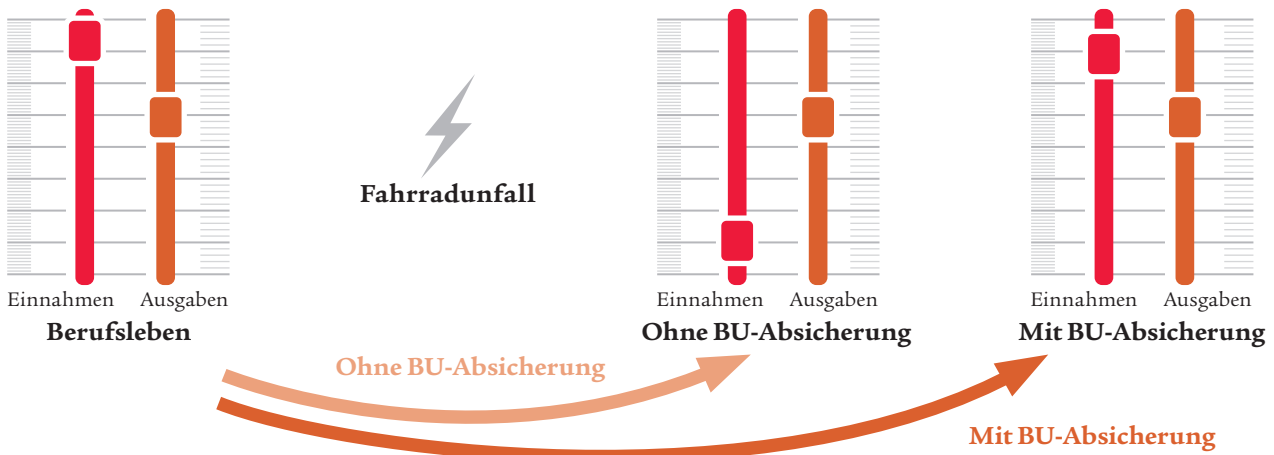 Fahrradunfall
Einnahmen Ausgaben
Berufsleben
Einnahmen Ausgaben
Ohne BU-Absicherung
Einnahmen Ausgaben
Mit BU-Absicherung
Ohne BU-Absicherung
Mit BU-Absicherung